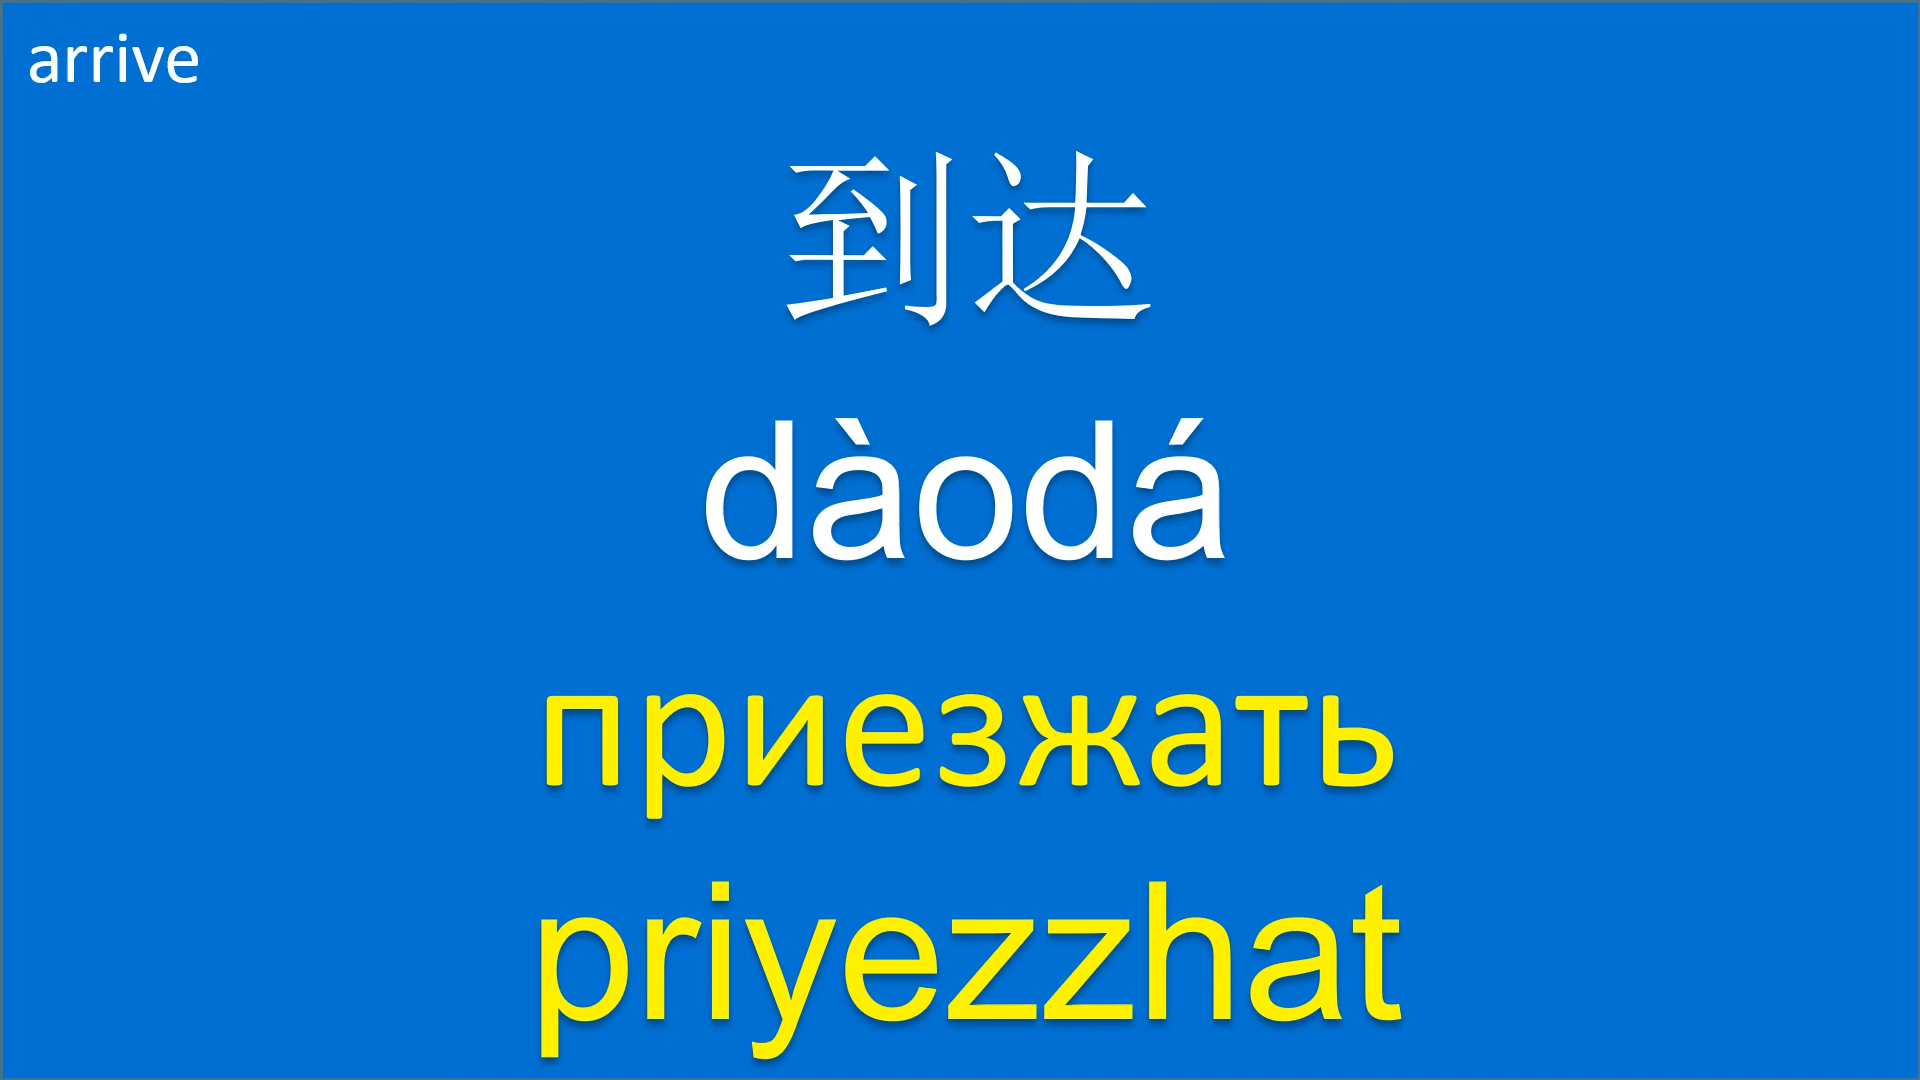 arrive
到达
dàodá
приезжать
priyezzhat